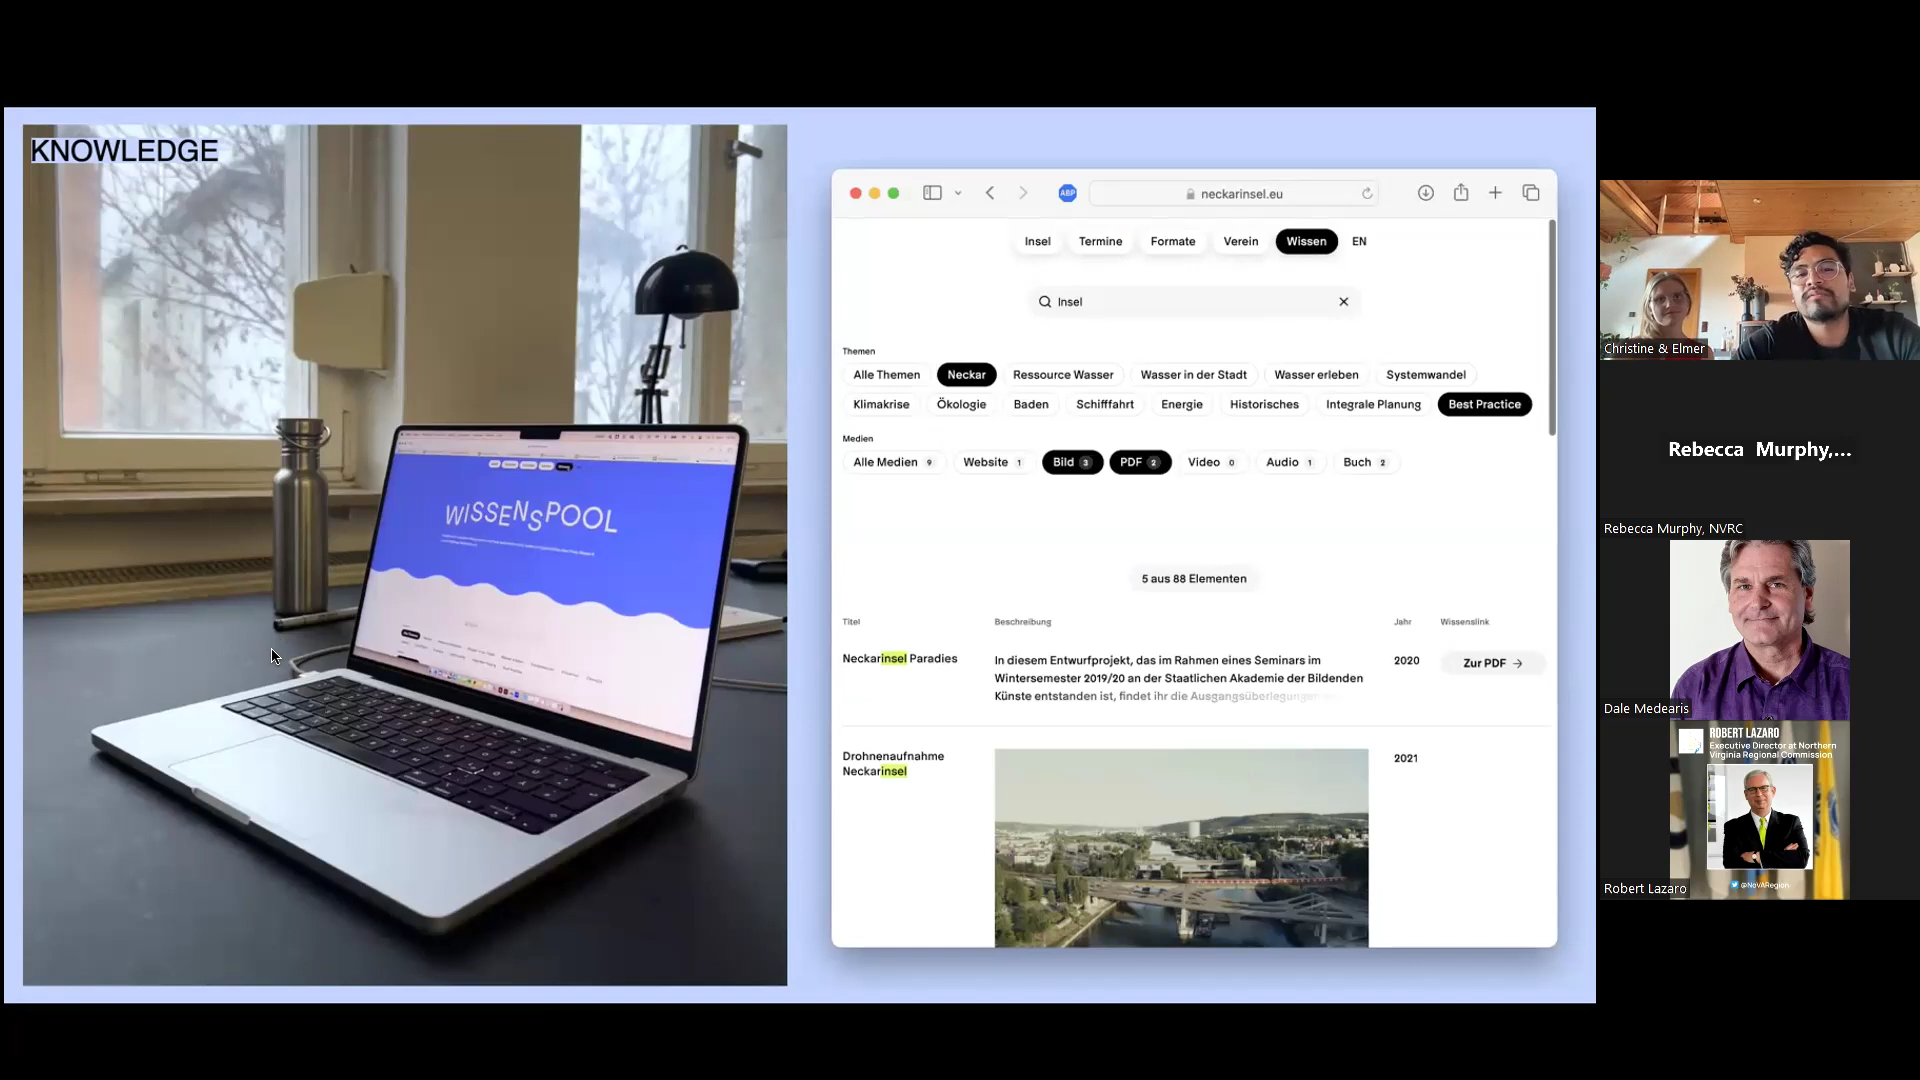 KNOWLEDGE
WISSENSPOOL
ABP
neckarinsel.eu
Insel Termine Formate Verein Wissen EN
Insel
Themen
Alle Themen Neckar Ressource Wasser Wasser in der Stadt Wasser erleben Systemwandel
Klimakrise Ökologie Baden Schifffahrt Energie Historisches Integrale Planung Best Practice
Medien
Alle Medien 9 Website 1 Bild 3 PDF 2 Video 0 Audio 1 Buch 2
5 aus 88 Elementen
Titel Beschreibung Jahr Wissenslink
Neckarinsel Paradies
In diesem Entwurfprojekt, das im Rahmen eines Seminars im
Wintersemester 2019/20 an der Staatlichen Akademie der Bildenden
Künste entstanden ist, findet ihr die Ausgangsüberlegungen
2020
Zur PDF →
Drohnenaufnahme
Neckarinsel
2021
Christine & Elmer
Rebecca Murphy,...
Rebecca Murphy, NVRC
Dale Medearis
ROBERT LAZARO
Executive Director at Northern
Virginia Regional Commission
@NoVARegion
Robert Lazaro